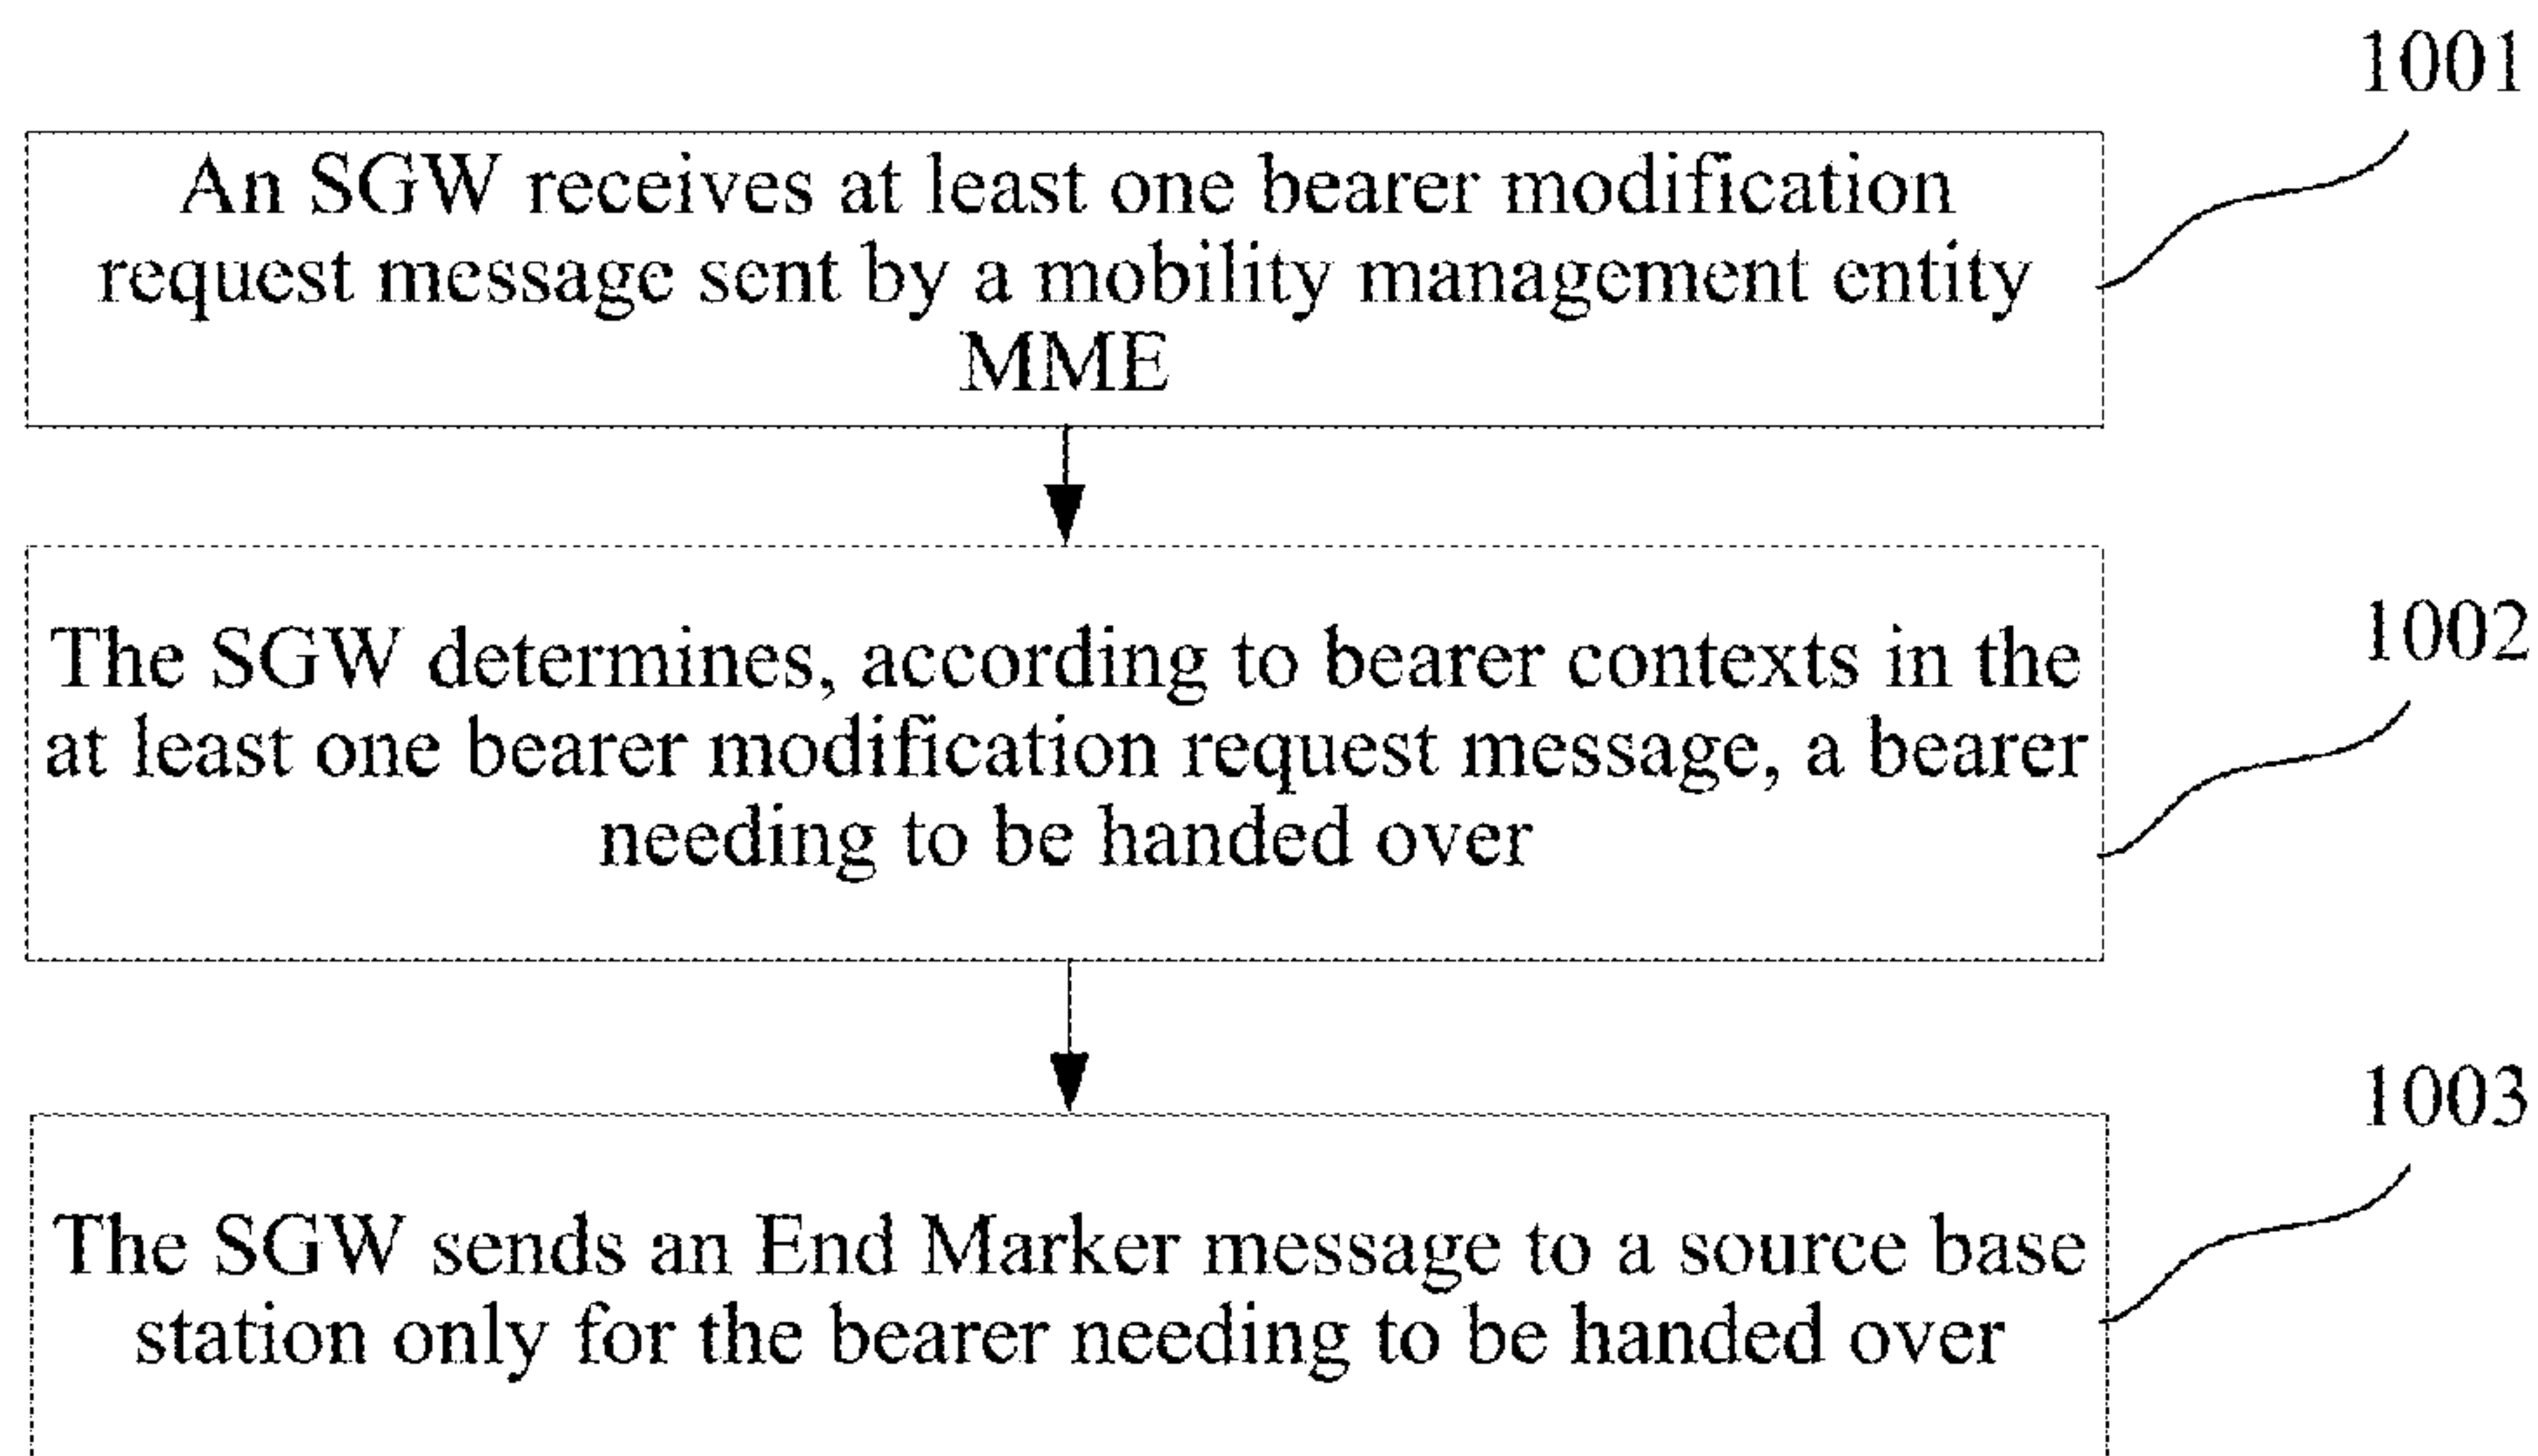 1001
An SGW receives at least one bearer modification
request message sent by a mobility management entity
MME
1002
The SGW determines, according to bearer contexts in the
at least one bearer modification request message, a bearer
needing to be handed over
1003
The SGW sends an End Marker message to a source base
station only for the bearer needing to be handed over